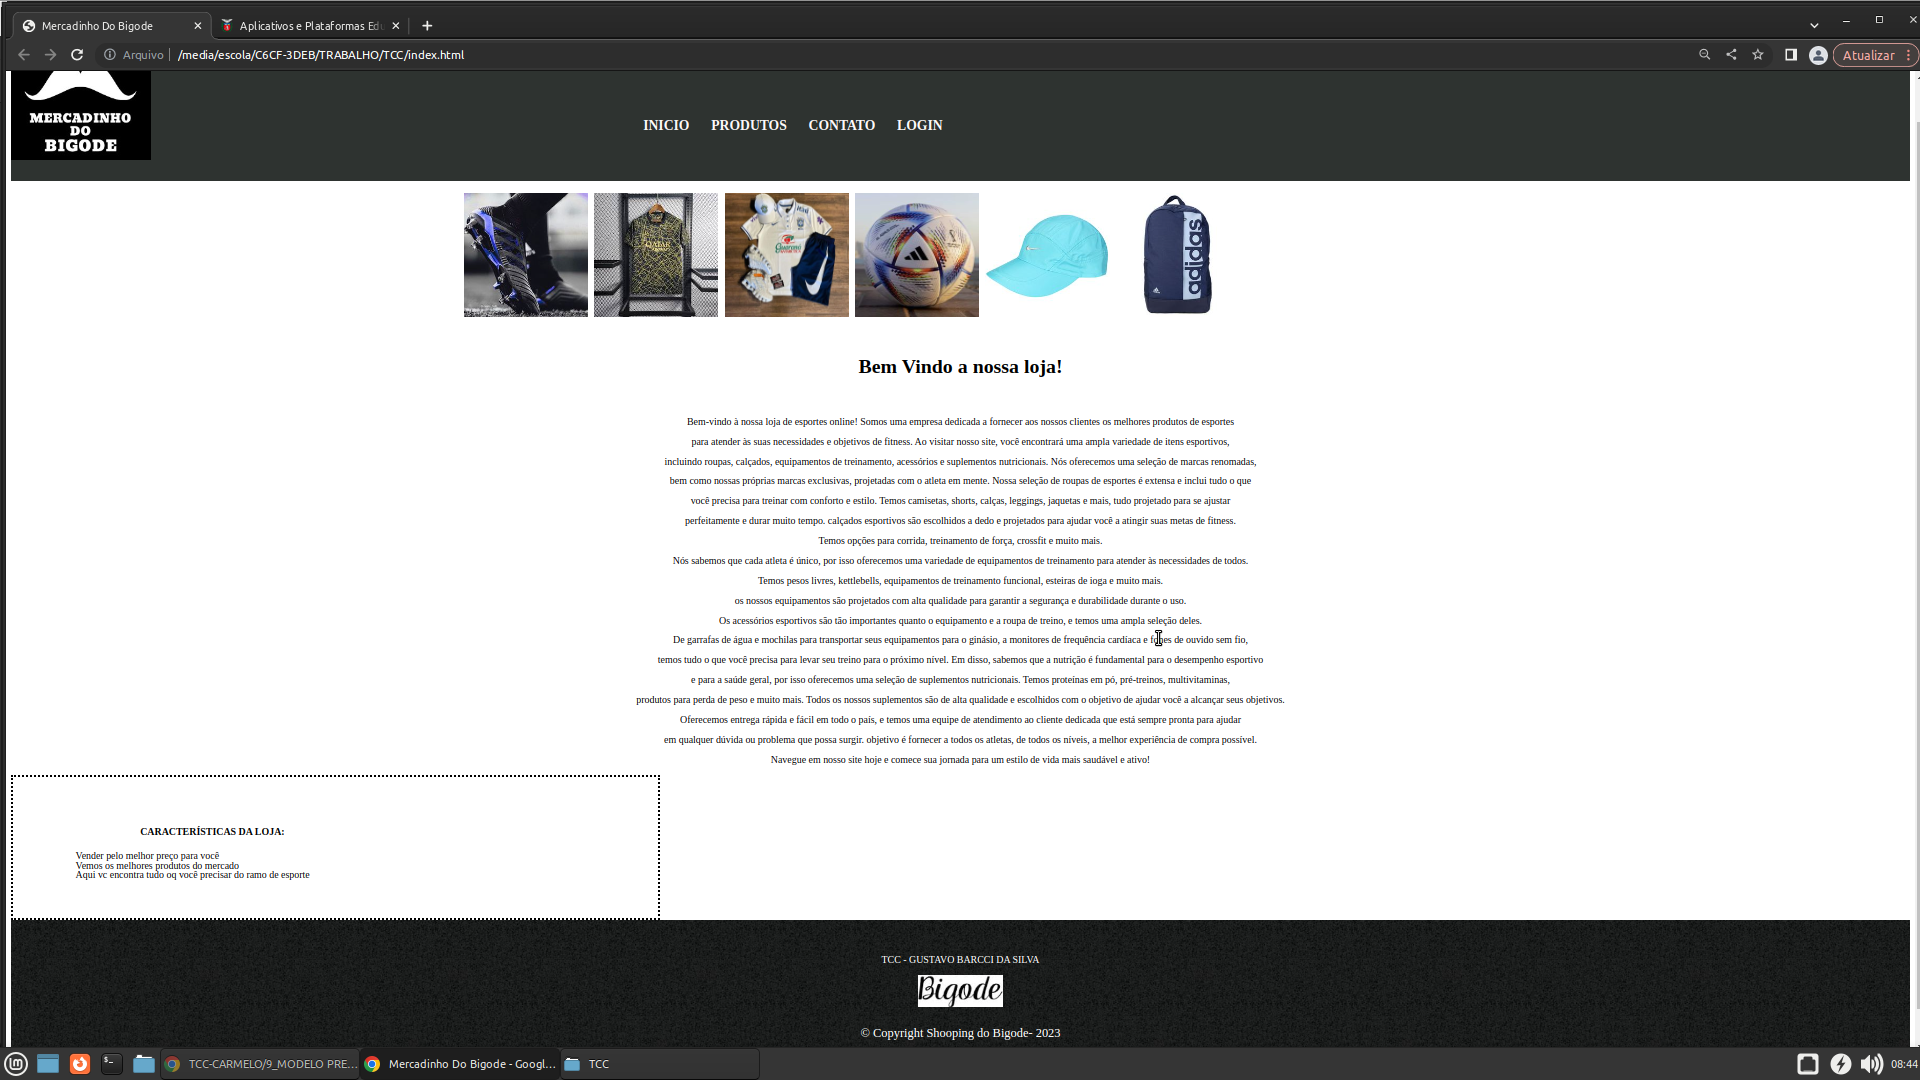 Mercadinho Do Bigode
Aplicativos e Plataformas Edu
Arquivo | /media/escola/C6CF-3DEB/TRABALHO/TCC/index.html
Atualizar
MERCADINHO
DO
BIGODE
INICIO PRODUTOS CONTATO LOGIN
QATAR
adidas
Bem Vindo a nossa loja!
Bem-vindo à nossa loja de esportes online! Somos uma empresa dedicada a fornecer aos nossos clientes os melhores produtos de esportes
para atender às suas necessidades e objetivos de fitness. Ao visitar nosso site, você encontrará uma ampla variedade de itens esportivos,
incluindo roupas, calçados, equipamentos de treinamento, acessórios e suplementos nutricionais. Nós oferecemos uma seleção de marcas renomadas,
bem como nossas próprias marcas exclusivas, projetadas com o atleta em mente. Nossa seleção de roupas de esportes é extensa e inclui tudo o que
você precisa para treinar com conforto e estilo. Temos camisetas, shorts, calças, leggings, jaquetas e mais, tudo projetado para se ajustar
perfeitamente e durar muito tempo. calçados esportivos são escolhidos a dedo e projetados para ajudar você a atingir suas metas de fitness.
Temos opções para corrida, treinamento de força, crossfit e muito mais.
Nós sabemos que cada atleta é único, por isso oferecemos uma variedade de equipamentos de treinamento para atender às necessidades de todos.
Temos pesos livres, kettlebells, equipamentos de treinamento funcional, esteiras de ioga e muito mais.
os nossos equipamentos são projetados com alta qualidade para garantir a segurança e durabilidade durante o uso.
Os acessórios esportivos são tão importantes quanto o equipamento e a roupa de treino, e temos uma ampla seleção deles.
De garrafas de água e mochilas para transportar seus equipamentos para o ginásio, a monitores de frequência cardíaca e fones de ouvido sem fio,
temos tudo o que você precisa para levar seu treino para o próximo nível. Em disso, sabemos que a nutrição é fundamental para o desempenho esportivo
e para a saúde geral, por isso oferecemos uma seleção de suplementos nutricionais. Temos proteínas em pó, pré-treinos, multivitaminas,
produtos para perda de peso e muito mais. Todos os nossos suplementos são de alta qualidade e escolhidos com o objetivo de ajudar você a alcançar seus objetivos.
Oferecemos entrega rápida e fácil em todo o país, e temos uma equipe de atendimento ao cliente dedicada que está sempre pronta para ajudar
em qualquer dúvida ou problema que possa surgir. objetivo é fornecer a todos os atletas, de todos os níveis, a melhor experiência de compra possível.
Navegue em nosso site hoje e comece sua jornada para um estilo de vida mais saudável e ativo!
CARACTERÍSTICAS DA LOJA:
Vender pelo melhor preço para você
Vemos os melhores produtos do mercado
Aqui vc encontra tudo oq você precisar do ramo de esporte
TCC - GUSTAVO BARCCI DA SILVA
Bigode
© Copyright Shooping do Bigode- 2023
TCC-CARMELO/9_MODELO PRE...
Mercadinho Do Bigode - Googl...
TCC
08:44